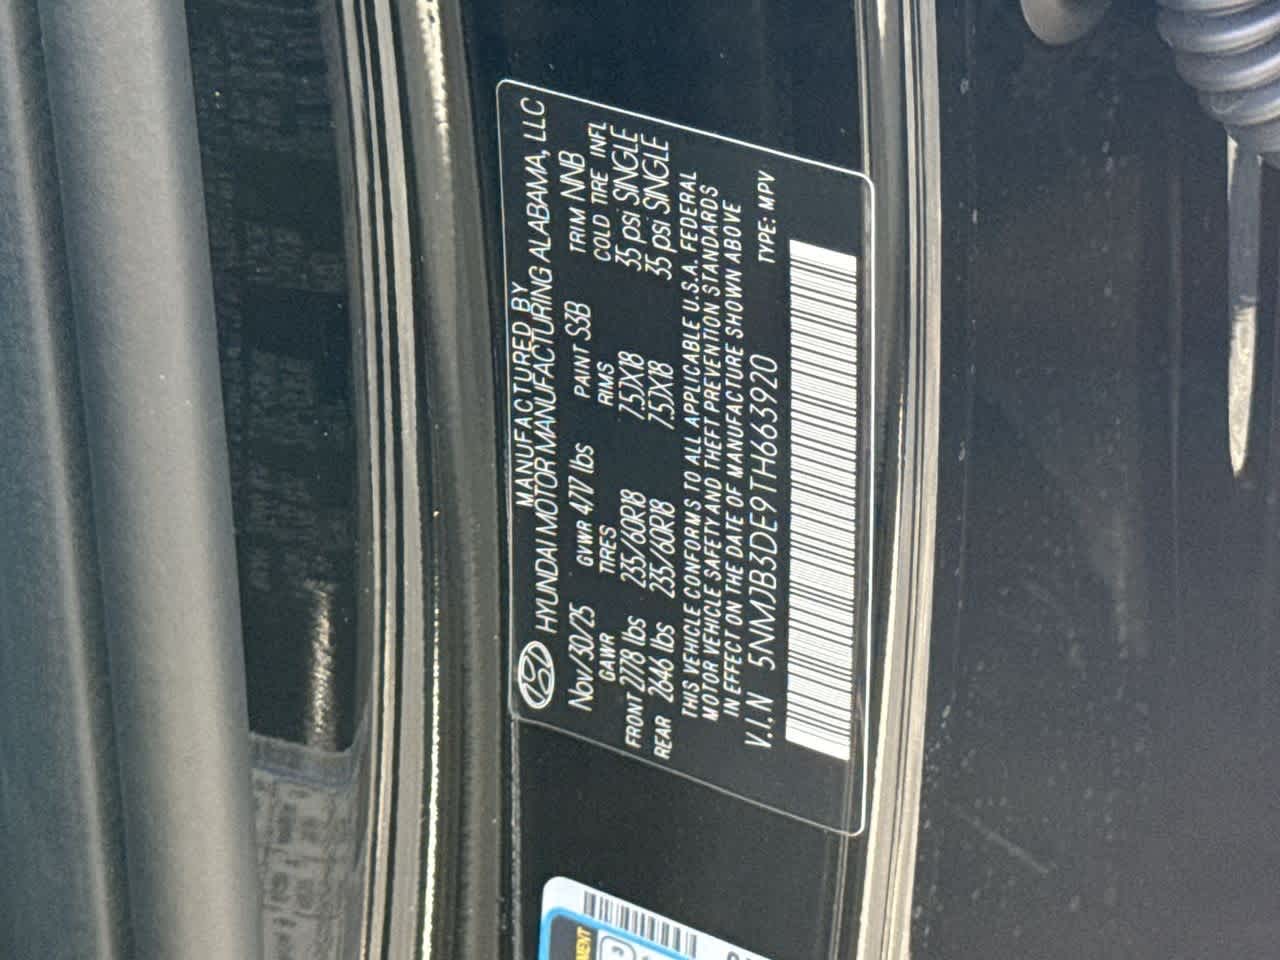 MANUFACTURED BY
HYUNDAI MOTOR MANUFACTURING ALABAMA, LLC
Nov/30/25 GVWR 4717 lbs PAINT S3B TRIM NNB
GAWR TIRES RIMS COLD TIRE INFL
FRONT 2778 lbs 235/60R18 7.5JX18 35 psi SINGLE
REAR 2646 lbs 235/60R18 7.5JX18 35 psi SINGLE
THIS VEHICLE CONFORMS TO ALL APPLICABLE U.S.A. FEDERAL
MOTOR VEHICLE SAFETY AND THEFT PREVENTION STANDARDS
IN EFFECT ON THE DATE OF MANUFACTURE SHOWN ABOVE
V.I.N 5NMJB3DE9TH663920 TYPE: MPV